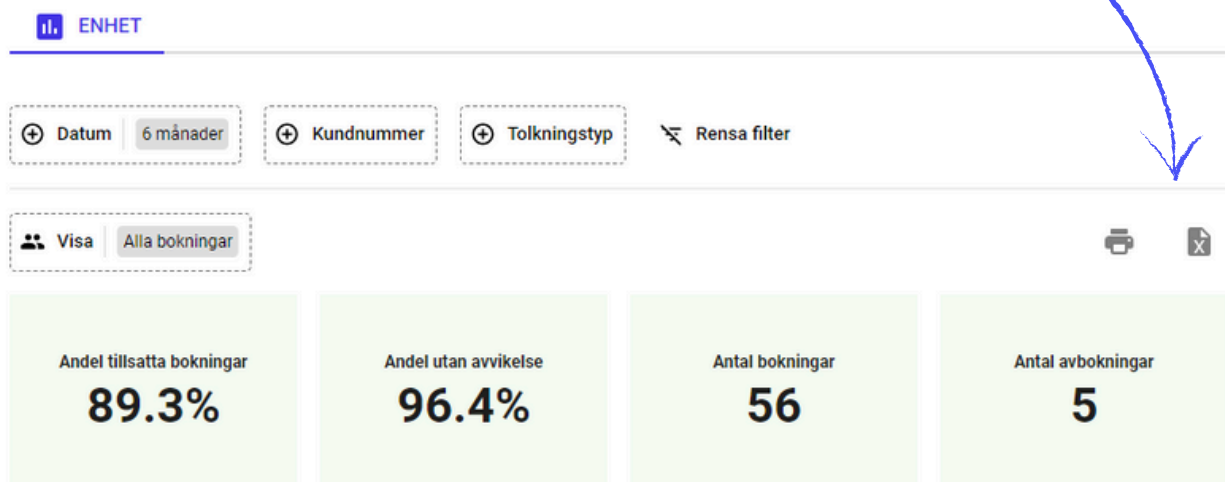 ENHET
Datum 6 månader Kundnummer Tolkningstyp Rensa filter
Visa Alla bokningar
Andel tillsatta bokningar Andel utan avvikelse Antal bokningar Antal avbokningar
89.3% 96.4% 56 5